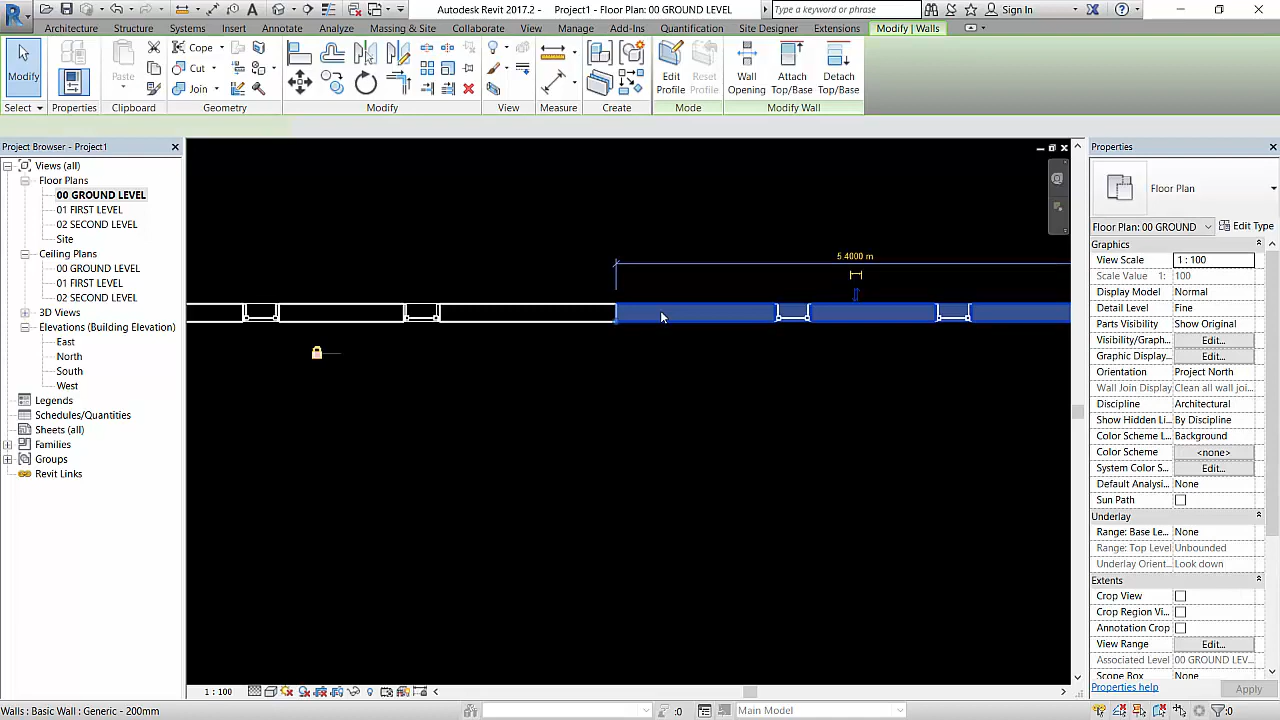 Autodesk Revit 2017.2 - Project1 - Floor Plan: 00 GROUND LEVEL
Type a keyword or phrase
Sign In
Architecture Structure Systems Insert Annotate Analyze Massing & Site Collaborate View Manage Add-Ins Quantification Site Designer Extensions Modify | Walls
Modify
Paste
Cope
Cut
Join
Edit Profile
Reset Profile
Wall Opening
Attach Top/Base
Detach Top/Base
Select Properties Clipboard Geometry Modify View Measure Create Mode Modify Wall
Project Browser - Project1
Views (all)
Floor Plans
00 GROUND LEVEL
01 FIRST LEVEL
02 SECOND LEVEL
Site
Ceiling Plans
00 GROUND LEVEL
01 FIRST LEVEL
02 SECOND LEVEL
3D Views
Elevations (Building Elevation)
East
North
South
West
Legends
Schedules/Quantities
Sheets (all)
Families
Groups
Revit Links
5.4000 m
Properties
Floor Plan
Floor Plan: 00 GROUND Edit Type
Graphics
View Scale 1 : 100
Scale Value 1: 100
Display Model Normal
Detail Level Fine
Parts Visibility Show Original
Visibility/Graph... Edit...
Graphic Display... Edit...
Orientation Project North
Wall Join Display Clean all wall joi...
Discipline Architectural
Show Hidden Li... By Discipline
Color Scheme L... Background
Color Scheme <none>
System Color S... Edit...
Default Analysi... None
Sun Path
Underlay
Range: Base Le... None
Range: Top Level Unbounded
Underlay Orient... Look down
Extents
Crop View
Crop Region Vi...
Annotation Crop
View Range Edit...
Associated Level 00 GROUND LEV...
Scope Box None
Properties help Apply
1 : 100
Walls : Basic Wall : Generic - 200mm
:0
Main Model
:0